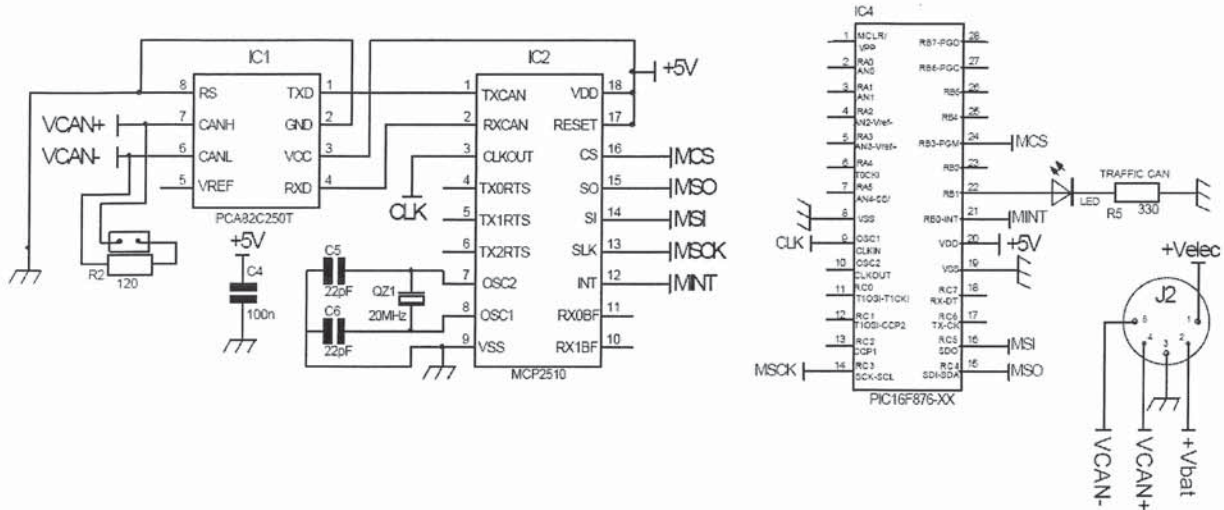 IC1
8 RS TXD 1
7 CANH GND 2
6 CANL VCC 3
5 VREF RXD 4
PCA82C250T
VCAN+
VCAN-
R2
120
+5V
C4
100n
CLK
IC2
1 TXCAN VDD 18
2 RXCAN RESET 17
3 CLKOUT CS 16
4 TX0RTS SO 15
5 TX1RTS SI 14
6 TX2RTS SLK 13
7 OSC2 INT 12
8 OSC1 RX0BF 11
9 VSS RX1BF 10
MCP2510
+5V
MCS
MSO
MSI
MSCK
MINT
C5
22pF
C6
22pF
QZ1
20MHz
IC4
1 MCLR/ VPP RB7-PGD 28
2 RA0 AN0 RB6-PGC 27
3 RA1 AN1 RB5 26
4 RA2 AN2-Vref- RB4 25
5 RA3 AN3-Vref+ RB3-PGM 24
6 RA4 T0CKI RB2 23
7 RA5 RB1 22
8 VSS RB0-INT 21
9 OSC1 CLKIN VDD 20
10 OSC2 CLKOUT VSS 19
11 RC0 T1OSI-T1CKI RC7 RX-DT 18
12 RC1 T1OSI-CCP2 RC6 TX-CK 17
13 RC2 CCP1 RC5 SDO 16
14 RC3 SCK-SCL RC4 SDI-SDA 15
PIC16F876-XX
CLK
MSCK
MCS
MINT
+5V
MSI
MSO
LED
TRAFFIC CAN
R5 330
+Velec
J2
5 1
4 3 2
VCAN-
VCAN+
+Vbat